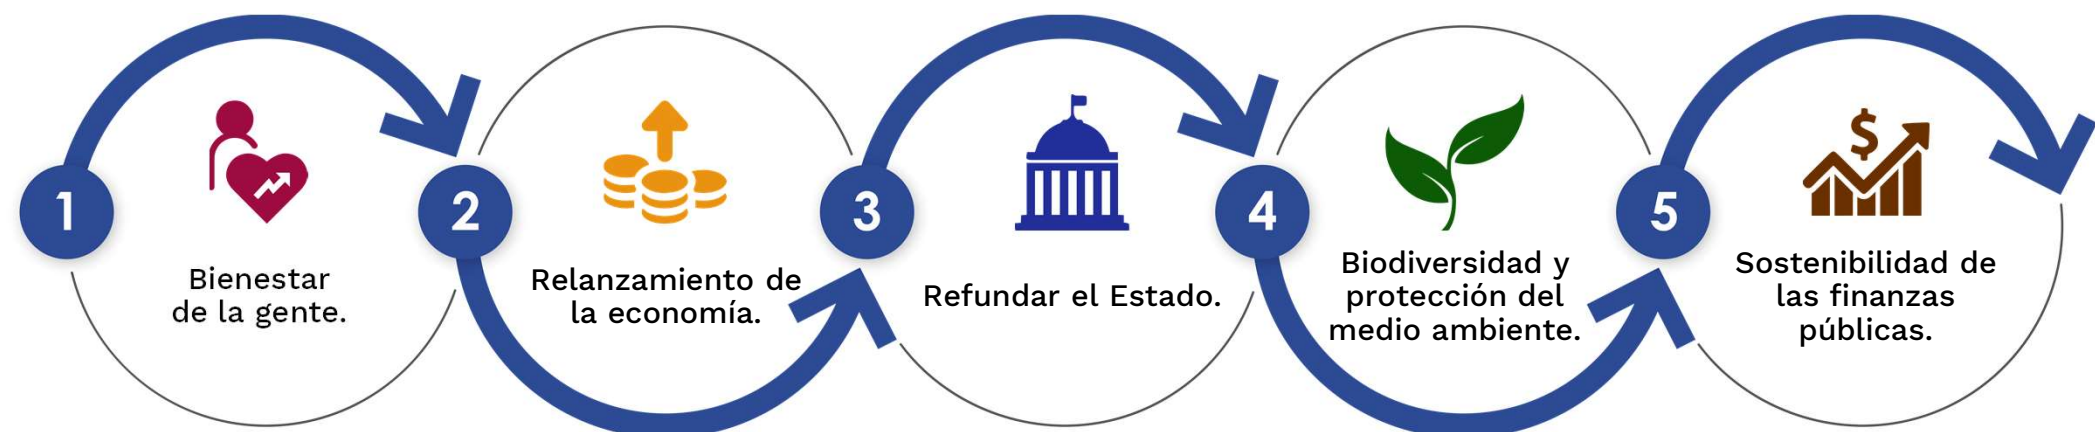 1
Bienestar
de la gente.
2
Relanzamiento de
la economía.
3
Refundar el Estado.
4
Biodiversidad y
protección del
medio ambiente.
5
$
Sostenibilidad de
las finanzas
públicas.